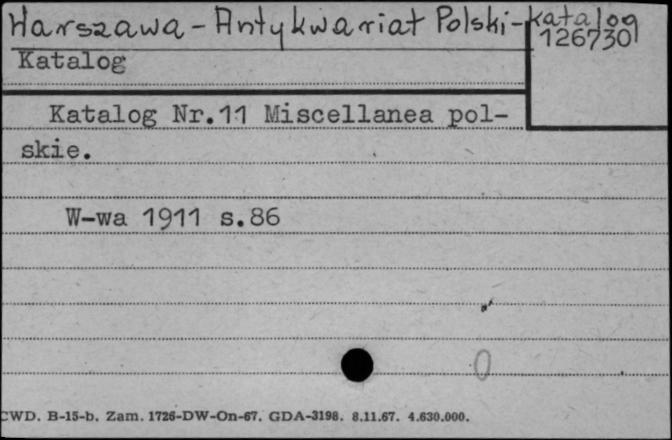 Warszawa - Antykwariat Polski - Katalog
126730
Katalog
Katalog Nr.11 Miscellanea pol-
skie.
W-wa 1911 s.86
0
CWD. B-15-b. Zam. 1726-DW-On-67. GDA-3198. 8.11.67. 4.630.000.